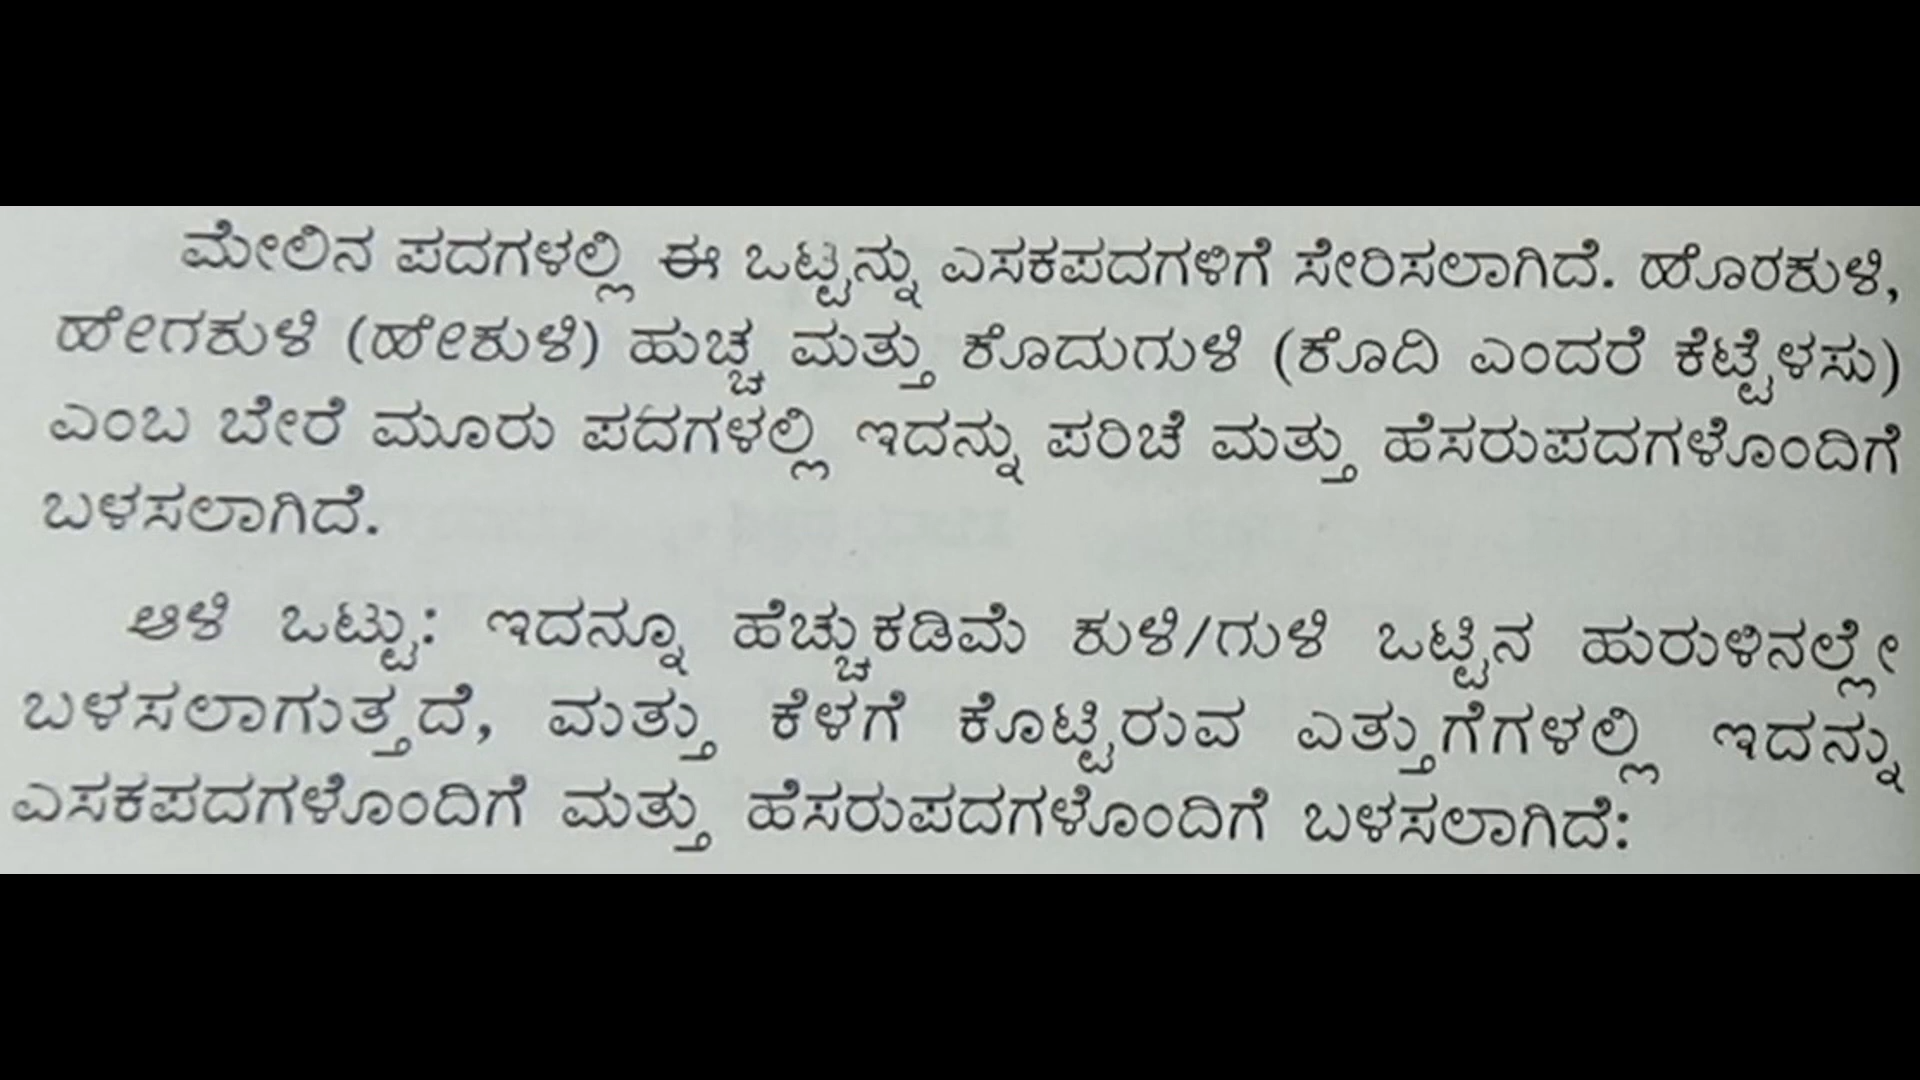 ಮೇಲಿನ ಪದಗಳಲ್ಲಿ ಈ ಒಟ್ಟನ್ನು ಎಸಕಪದಗಳಿಗೆ ಸೇರಿಸಲಾಗಿದೆ. ಹೊರಕುಳಿ,
ಹೇಗಕುಳಿ (ಹೇಕುಳಿ) ಹುಚ್ಚ ಮತ್ತು ಕೊದುಗುಳಿ (ಕೊದಿ ಎಂದರೆ ಕೆಟ್ಟೆಳಸು)
ಎಂಬ ಬೇರೆ ಮೂರು ಪದಗಳಲ್ಲಿ ಇದನ್ನು ಪರಿಚೆ ಮತ್ತು ಹೆಸರುಪದಗಳೊಂದಿಗೆ
ಬಳಸಲಾಗಿದೆ.
ಆಳಿ ಒಟ್ಟು: ಇದನ್ನೂ ಹೆಚ್ಚುಕಡಿಮೆ ಕುಳಿ/ಗುಳಿ ಒಟ್ಟಿನ ಹುರುಳಿನಲ್ಲೇ
ಬಳಸಲಾಗುತ್ತದೆ, ಮತ್ತು ಕೆಳಗೆ ಕೊಟ್ಟಿರುವ ಎತ್ತುಗೆಗಳಲ್ಲಿ ಇದನ್ನು
ಎಸಕಪದಗಳೊಂದಿಗೆ ಮತ್ತು ಹೆಸರುಪದಗಳೊಂದಿಗೆ ಬಳಸಲಾಗಿದೆ: